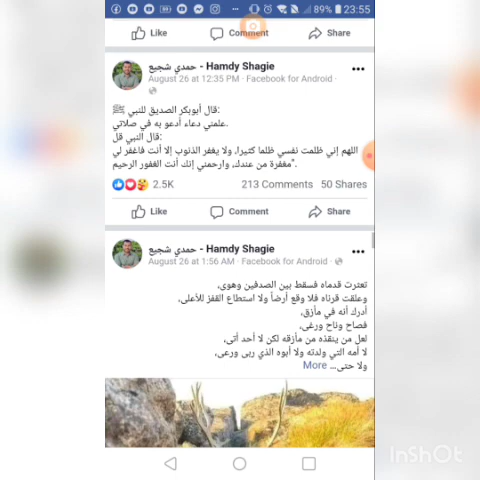 89% 23:55
Like Comment Share
حمدي شجيع - Hamdy Shagie
August 26 at 12:35 PM · Facebook for Android ·
قال أبوبكر الصديق للنبي ﷺ:
علمني دعاء أدعو به في صلاتي.
قال النبي قل:
اللهم إني ظلمت نفسي ظلما كثيرا، ولا يغفر الذنوب إلا أنت فاغفر لي
مغفرة من عندك، وارحمني إنك أنت الغفور الرحيم".
2.5K 213 Comments 50 Shares
Like Comment Share
حمدي شجيع - Hamdy Shagie
August 26 at 1:56 AM · Facebook for Android ·
تعترت قدماه فسقط بين الصدفين وهوى،
وعلقت قرناه فلا وقع أرضاً ولا استطاع القفز للأعلى،
أدرك أنه في مأزق،
فصاح وناح ورغى،
لعل من ينقذه من مأزقه لكن لا أحد أتى،
لا أمه التي ولدته ولا أبوه الذي ربى ورعى،
ولا حتى... More
InShOt